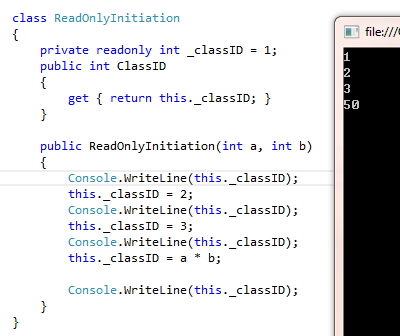 class ReadOnlyInitiation
{
private readonly int _classID = 1;
public int ClassID
{
get { return this._classID; }
}
public ReadOnlyInitiation(int a, int b)
{
Console.WriteLine(this._classID);
this._classID = 2;
Console.WriteLine(this._classID);
this._classID = 3;
Console.WriteLine(this._classID);
this._classID = a * b;
Console.WriteLine(this._classID);
}
}
file:///
1
2
3
50